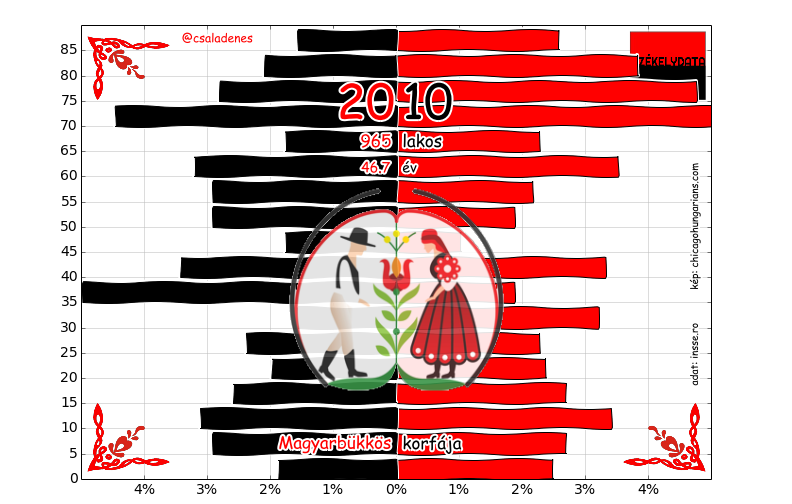 @csaladenes
SZÉKELYDATA
2010
965 lakos
46.7 év
kép: chicagohungarians.com
adat: insse.ro
Magyarbükkös korfája
85
80
75
70
65
60
55
50
45
40
35
30
25
20
15
10
5
0
4% 3% 2% 1% 0% 1% 2% 3% 4%